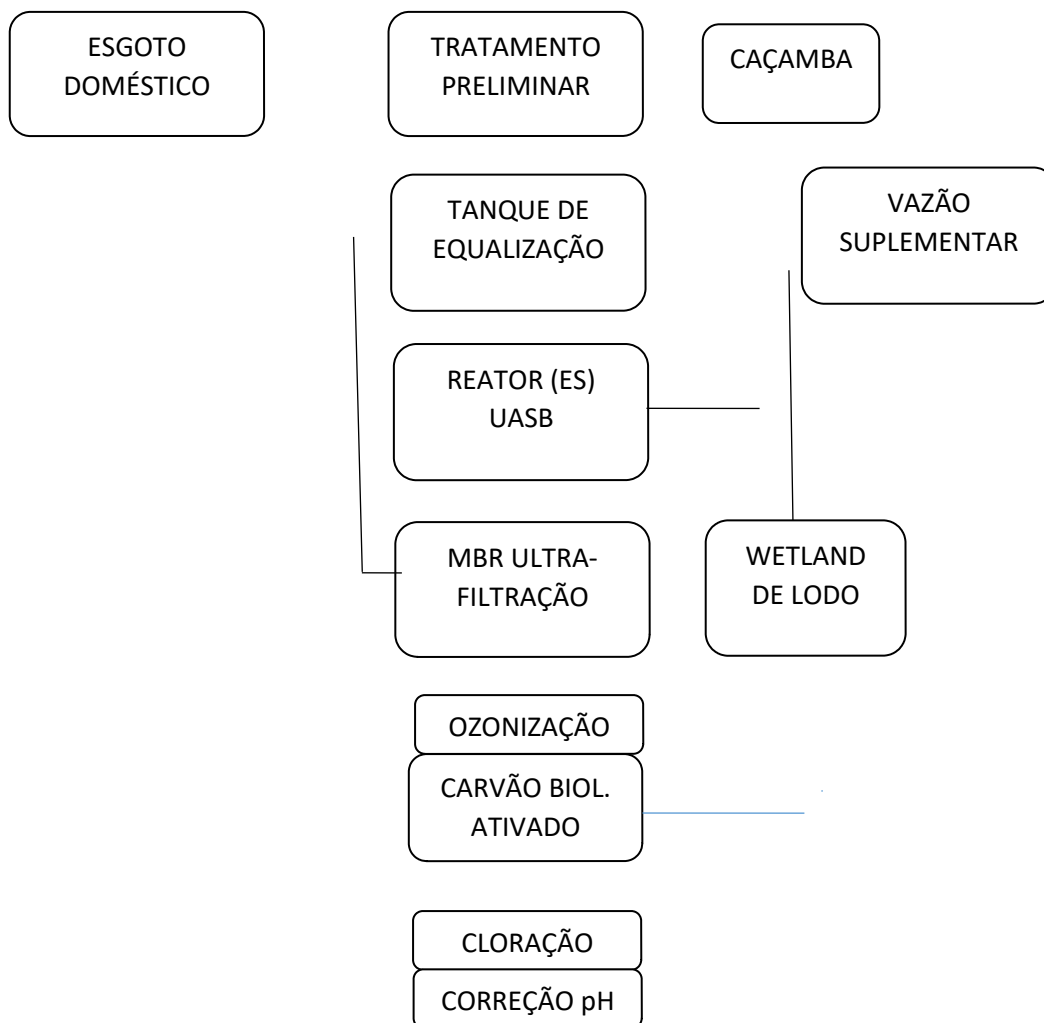 ESGOTO
DOMÉSTICO
TRATAMENTO
PRELIMINAR
CAÇAMBA
TANQUE DE
EQUALIZAÇÃO
VAZÃO
SUPLEMENTAR
REATOR (ES)
UASB
MBR ULTRA-
FILTRAÇÃO
WETLAND
DE LODO
OZONIZAÇÃO
CARVÃO BIOL.
ATIVADO
CLORAÇÃO
CORREÇÃO pH